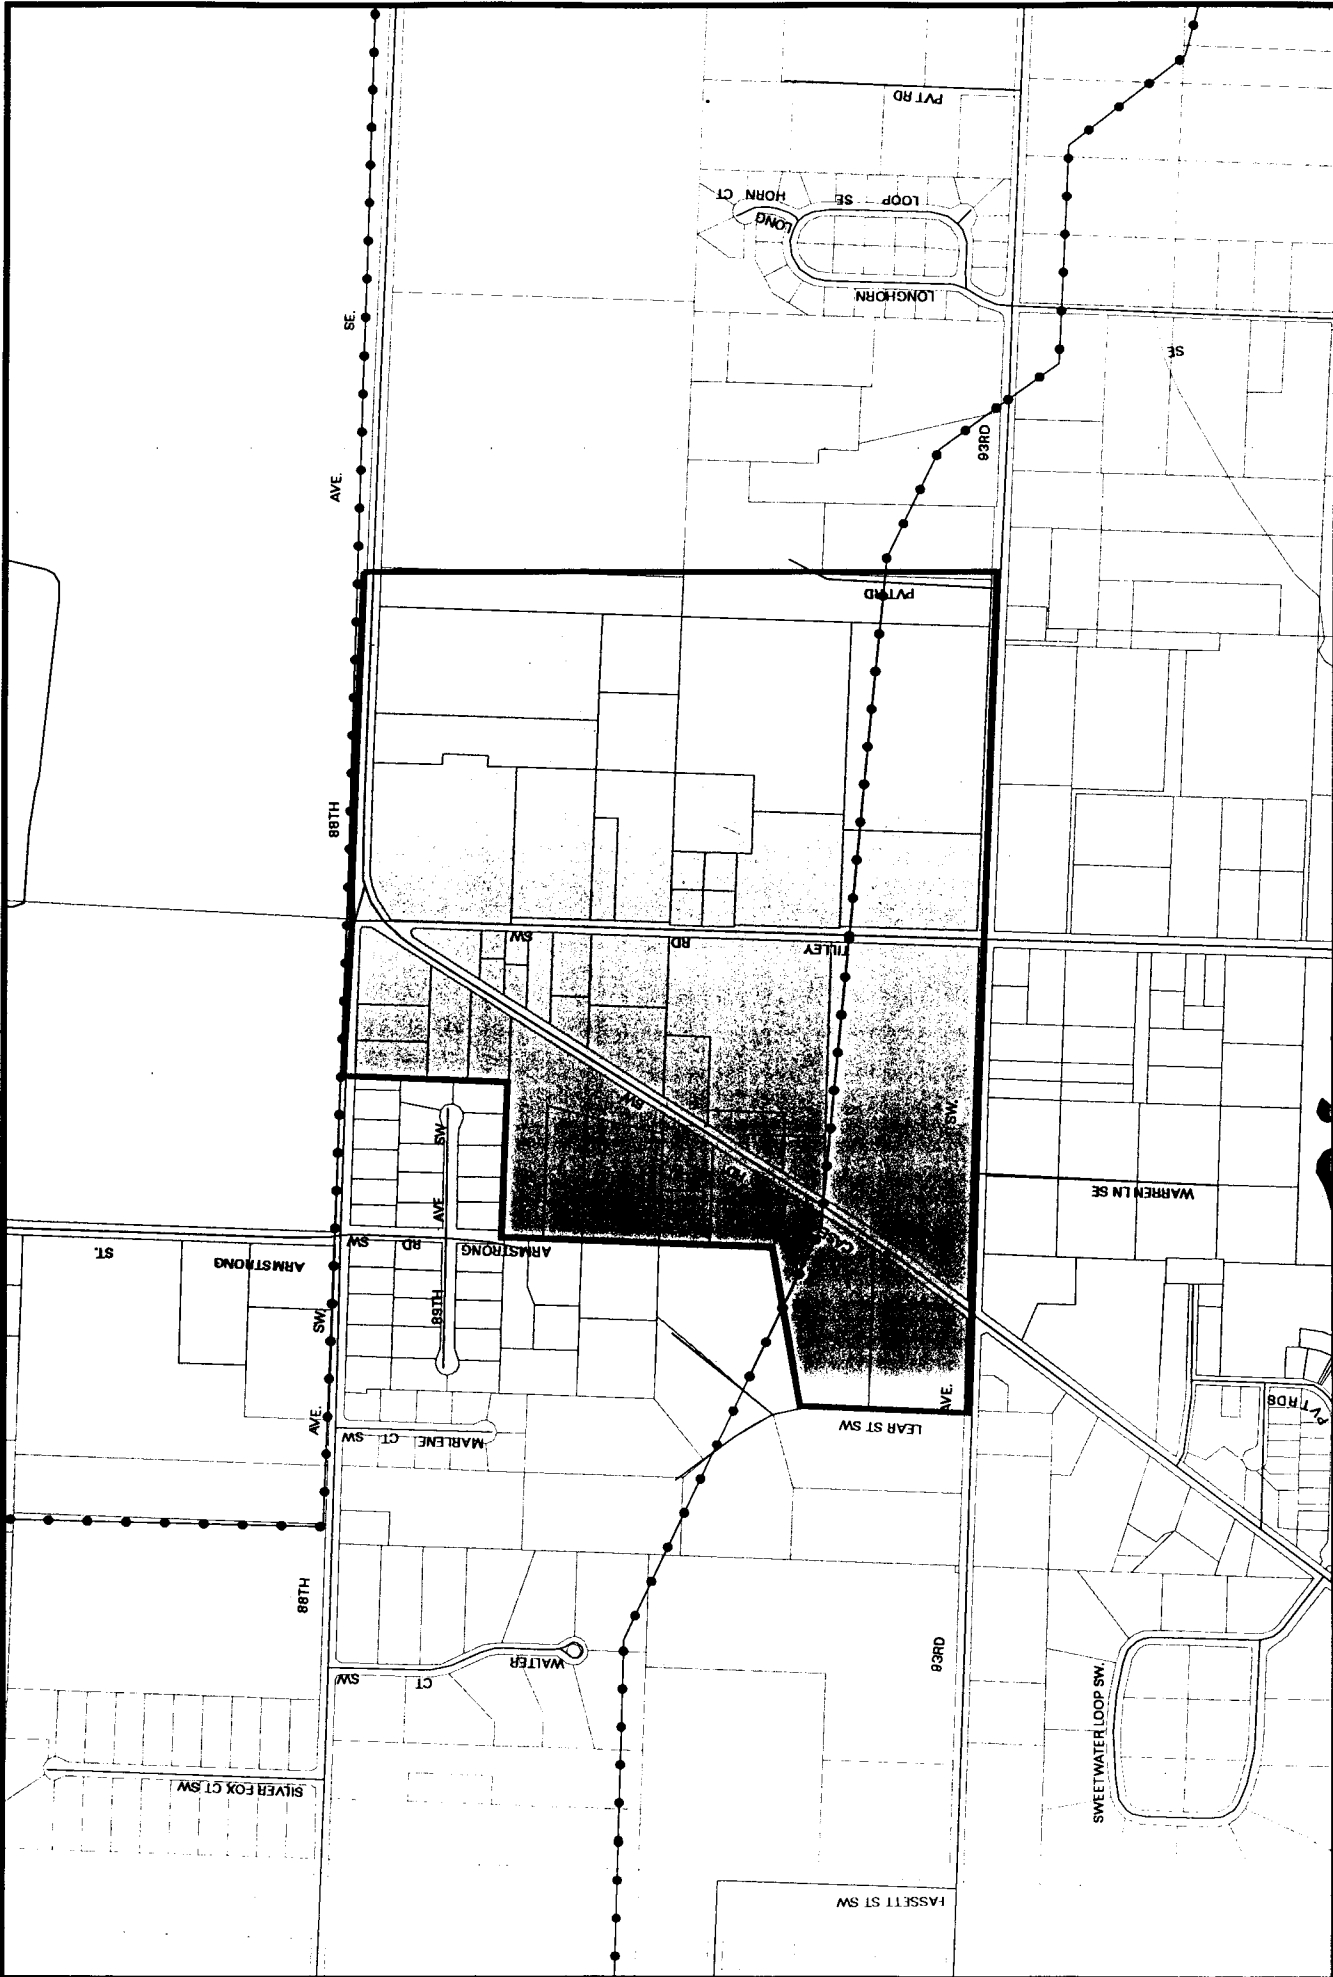 PVT RD
LONG
HORN CT
LOOP SE
LONGHORN
SE.
SE
AVE.
93RD
PVT RD
88TH
SW
RD
TILLEY
SW.
SW.
SW
AVE
89TH
WARREN LN SE
ST.
ARMSTRONG
SW
RD
ARMSTRONG
SW.
AVE.
AVE.
LEAR ST SW
MARLENE CT SW
PVT RDS
88TH
WALTER
CT
SW
93RD
SWEETWATER LOOP SW.
SILVER FOX CT SW
FASSETT ST SW